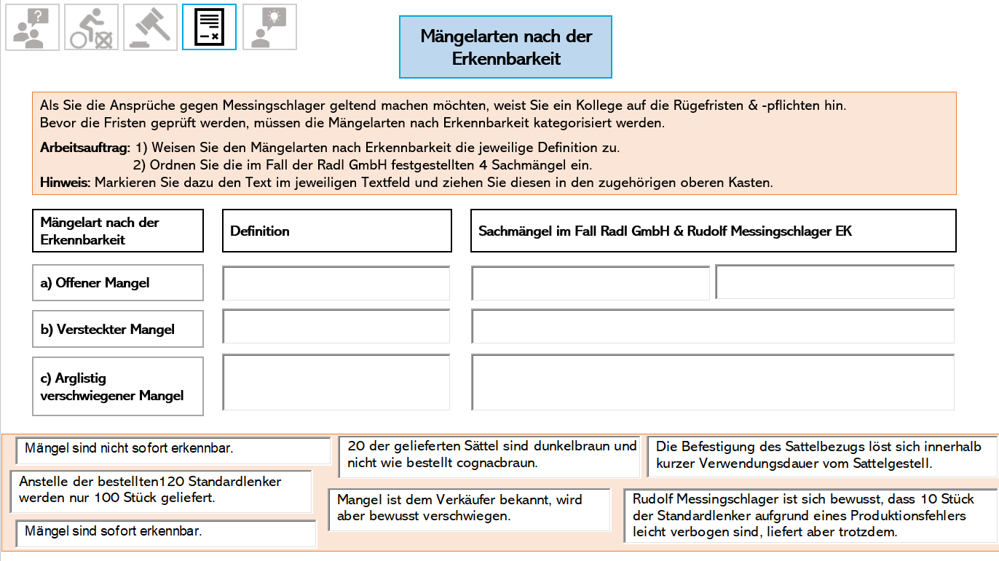 ?
Mängelarten nach der
Erkennbarkeit
Als Sie die Ansprüche gegen Messingschlager geltend machen möchten, weist Sie ein Kollege auf die Rügefristen & -pflichten hin.
Bevor die Fristen geprüft werden, müssen die Mängelarten nach Erkennbarkeit kategorisiert werden.
Arbeitsauftrag: 1) Weisen Sie den Mängelarten nach Erkennbarkeit die jeweilige Definition zu.
2) Ordnen Sie die im Fall der Radl GmbH festgestellten 4 Sachmängel ein.
Hinweis: Markieren Sie dazu den Text im jeweiligen Textfeld und ziehen Sie diesen in den zugehörigen oberen Kasten.
Mängelart nach der
Erkennbarkeit
Definition
Sachmängel im Fall Radl GmbH & Rudolf Messingschlager EK
a) Offener Mangel
b) Versteckter Mangel
c) Arglistig
verschwiegener Mangel
Mängel sind nicht sofort erkennbar.
20 der gelieferten Sättel sind dunkelbraun und
nicht wie bestellt cognacbraun.
Die Befestigung des Sattelbezugs löst sich innerhalb
kurzer Verwendungsdauer vom Sattelgestell.
Anstelle der bestellten120 Standardlenker
werden nur 100 Stück geliefert.
Mangel ist dem Verkäufer bekannt, wird
aber bewusst verschwiegen.
Rudolf Messingschlager ist sich bewusst, dass 10 Stück
der Standardlenker aufgrund eines Produktionsfehlers
leicht verbogen sind, liefert aber trotzdem.
Mängel sind sofort erkennbar.